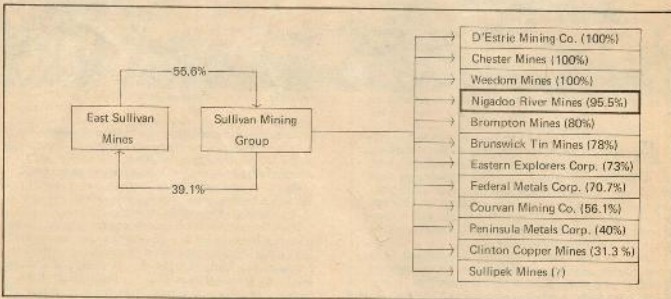 55.6%
East Sullivan
Mines
Sullivan Mining
Group
39.1%
D'Estrie Mining Co. (100%)
Chester Mines (100%)
Weedom Mines (100%)
Nigadoo River Mines (95.5%)
Brompton Mines (80%)
Brunswick Tin Mines (78%)
Eastern Explorers Corp. (73%)
Federal Metals Corp. (70.7%)
Courvan Mining Co. (56.1%)
Peninsula Metals Corp. (40%)
Clinton Copper Mines (31.3 %)
Sullipek Mines (?)